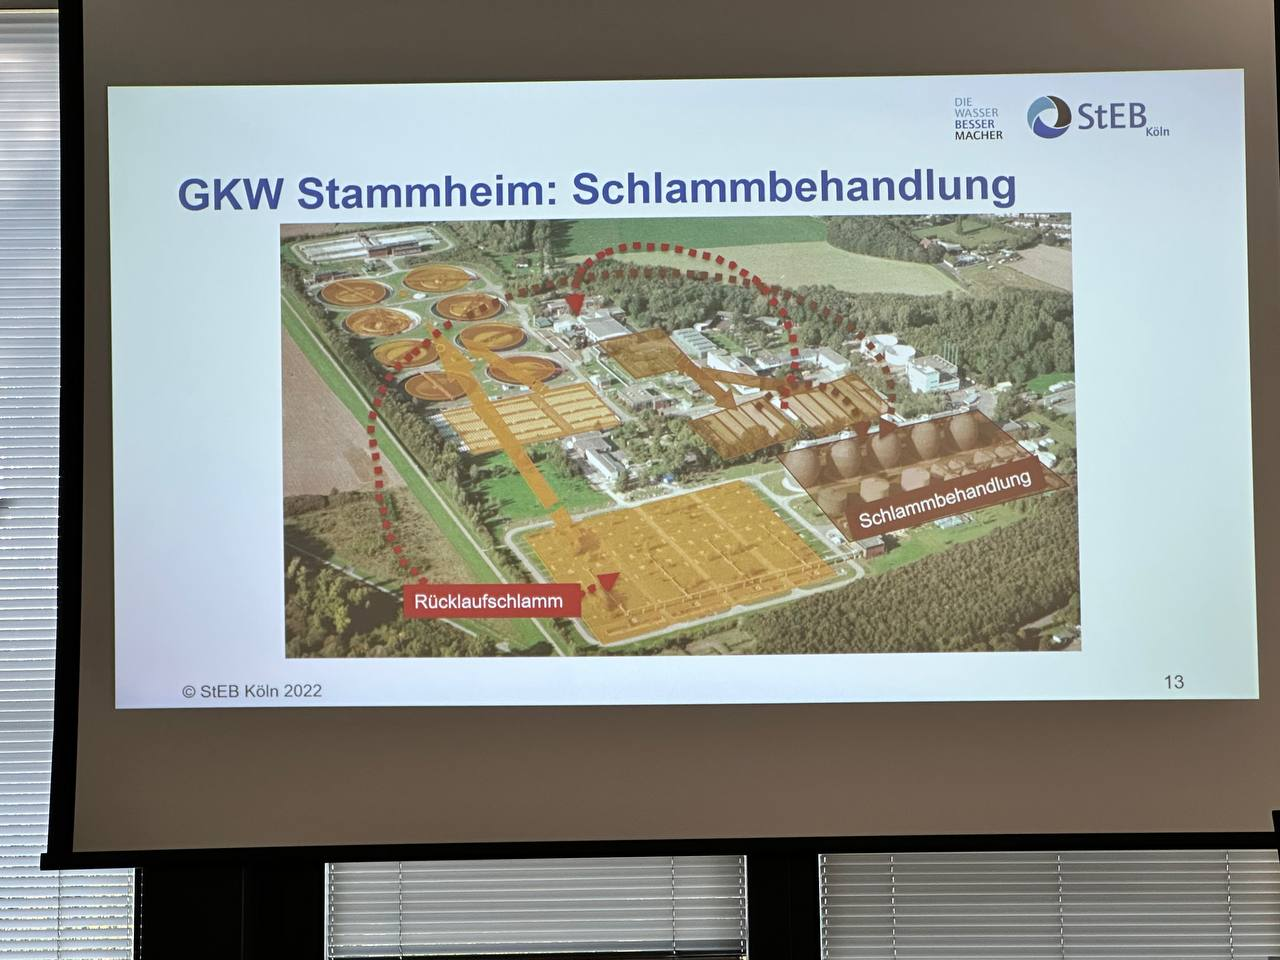 DIE
WASSER
BESSER
MACHER
StEB
Köln
GKW Stammheim: Schlammbehandlung
Schlammbehandlung
Rücklaufschlamm
© StEB Köln 2022
13